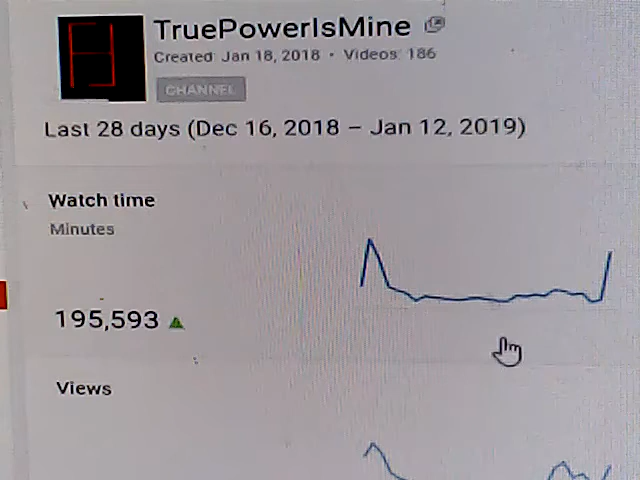 TruePowerIsMine
Created: Jan 18, 2018 • Videos: 186
CHANNEL
Last 28 days (Dec 16, 2018 – Jan 12, 2019)
Watch time
Minutes
195,593
Views